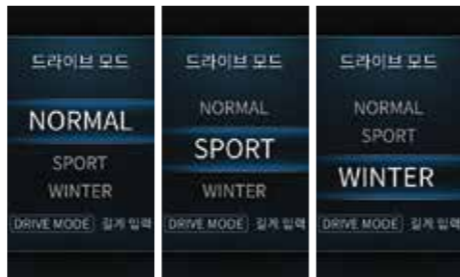 드라이브 모드
NORMAL
SPORT
WINTER
DRIVE MODE 길게 입력
드라이브 모드
NORMAL
SPORT
WINTER
DRIVE MODE 길게 입력
드라이브 모드
NORMAL
SPORT
WINTER
DRIVE MODE 길게 입력